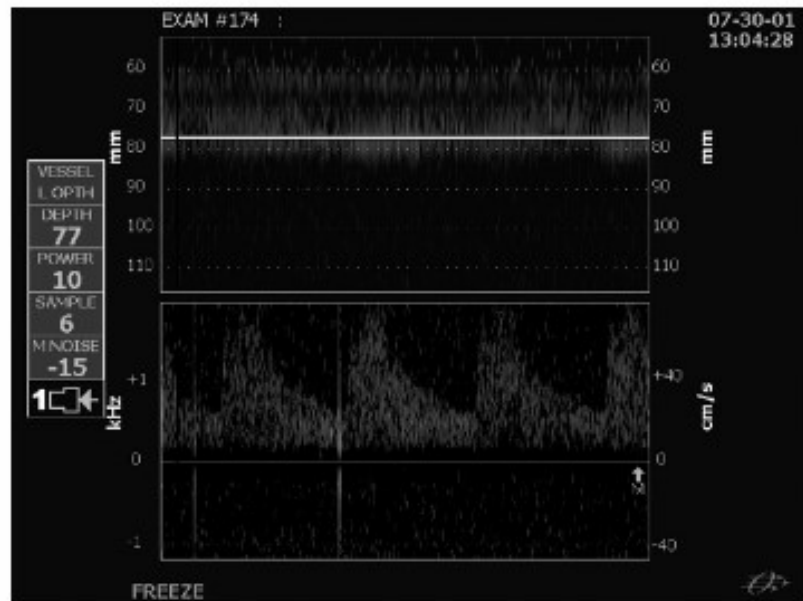 EXAM #174 :
07-30-01
13:04:28
60
70
80
90
100
110
mm
60
70
80
90
100
110
mm
VESSEL
L OPTH
DEPTH
77
POWER
10
SAMPLE
6
M.NOISE
-15
1
+1
0
-1
kHz
+40
0
-40
cm/s
FREEZE